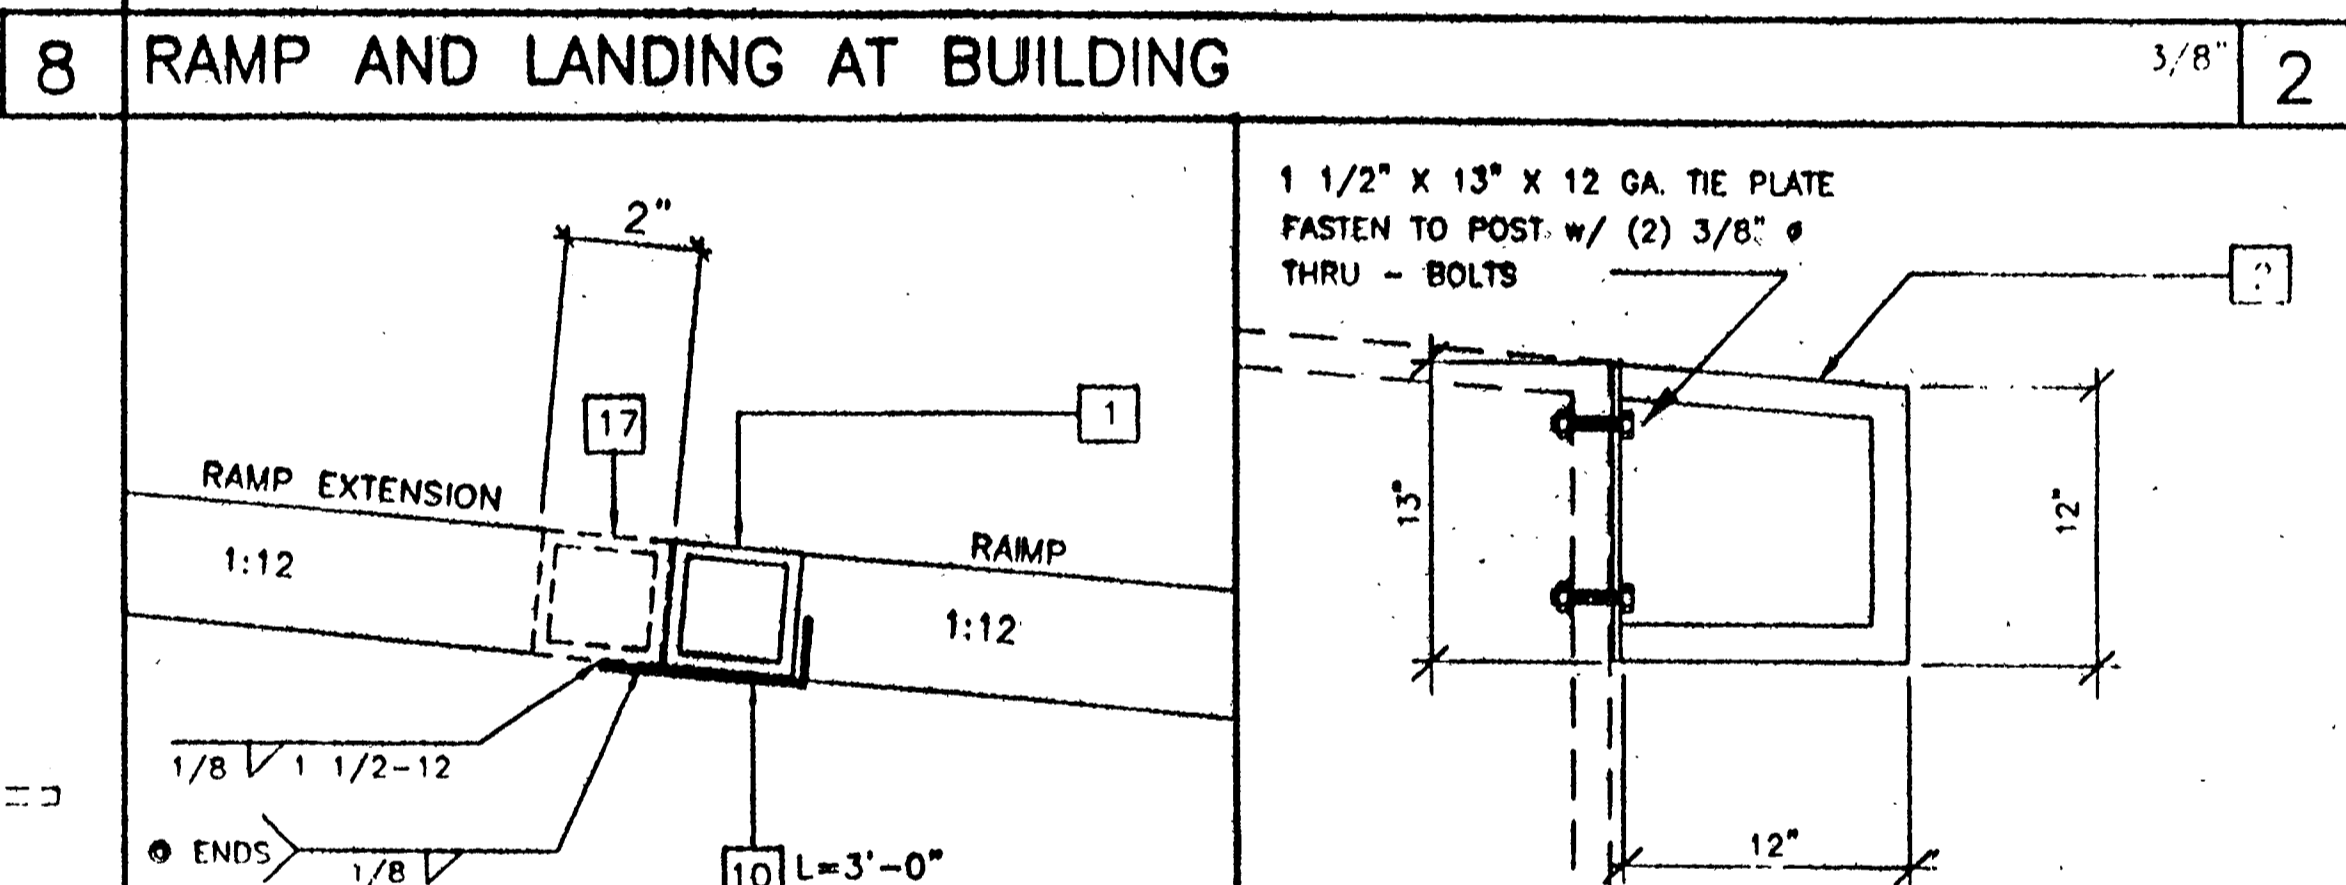 8
RAMP AND LANDING AT BUILDING
3/8"
2
2"
17
1
RAMP EXTENSION
1:12
RAMP
1:12
1/8 1 1/2-12
@ ENDS
1/8
10
L=3'-0"
1 1/2" X 13" X 12 GA. TIE PLATE
FASTEN TO POST w/ (2) 3/8" ø
THRU - BOLTS
13"
12"
12"